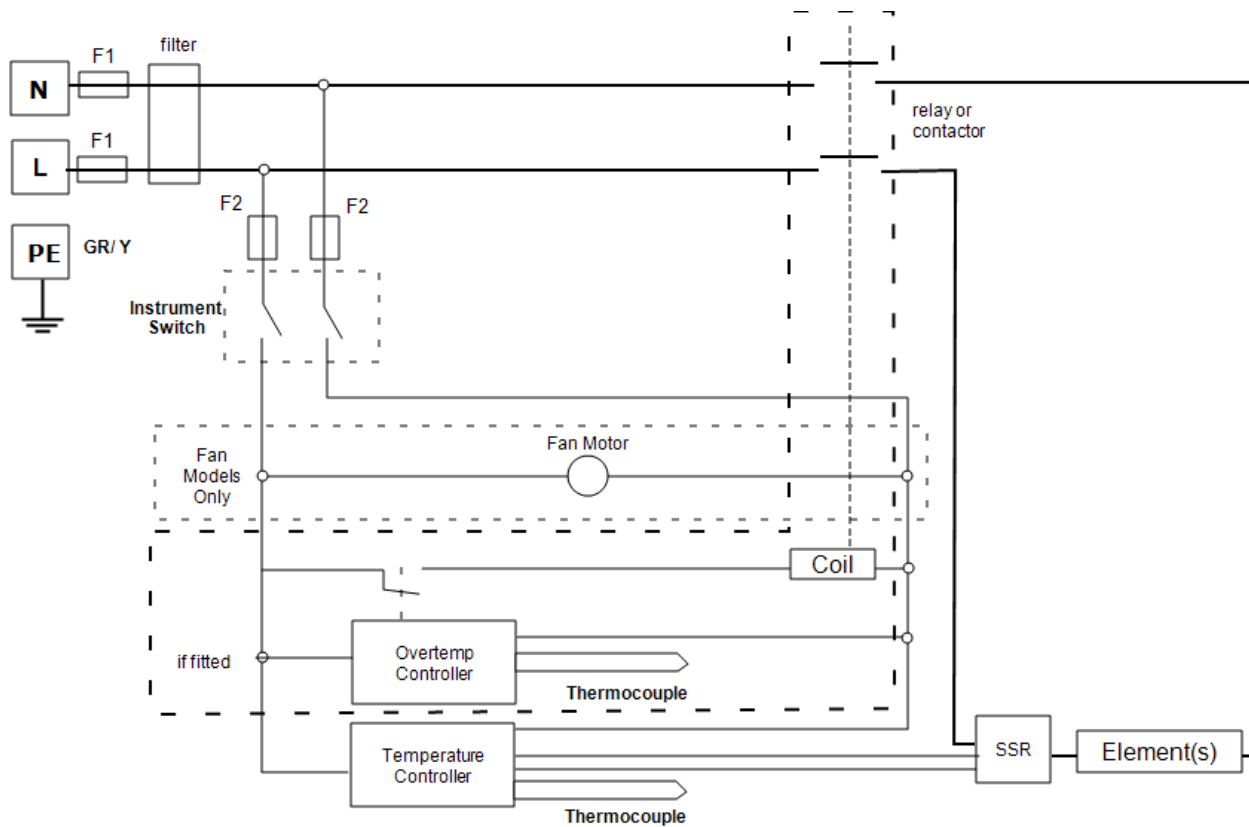 F1
filter
N
F1
L
relay or
contactor
F2
F2
PE
GR/ Y
Instrument
Switch
Fan
Models
Only
Fan Motor
Coil
if fitted
Overtemp
Controller
Thermocouple
Temperature
Controller
SSR
Element(s)
Thermocouple